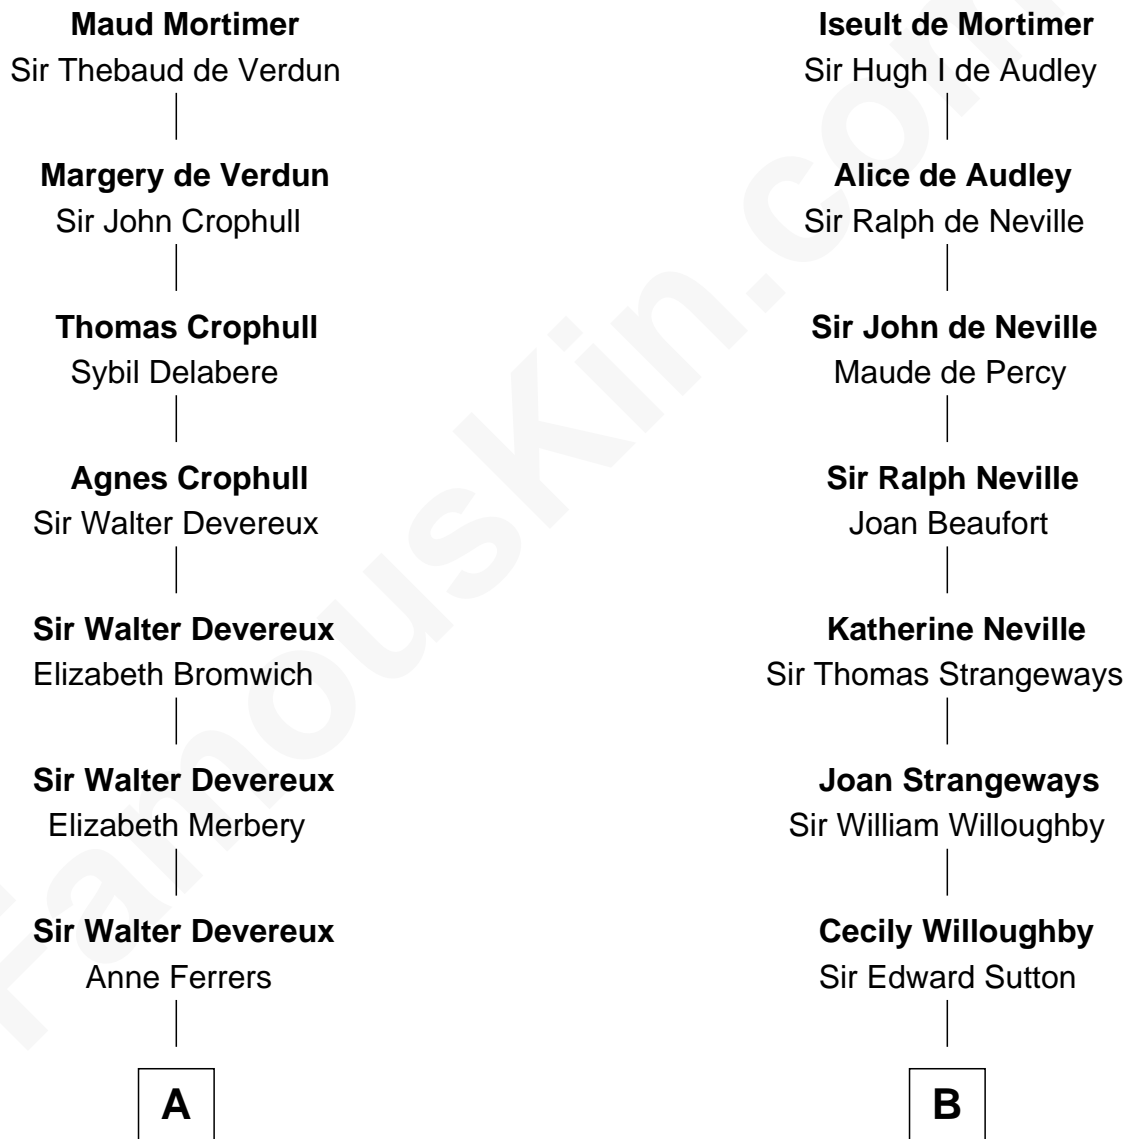 Maud Mortimer
Sir Thebaud de Verdun
Margery de Verdun
Sir John Crophull
Thomas Crophull
Sybil Delabere
Agnes Crophull
Sir Walter Devereux
Sir Walter Devereux
Elizabeth Bromwich
Sir Walter Devereux
Elizabeth Merbery
Sir Walter Devereux
Anne Ferrers
A
Iseult de Mortimer
Sir Hugh I de Audley
Alice de Audley
Sir Ralph de Neville
Sir John de Neville
Maude de Percy
Sir Ralph Neville
Joan Beaufort
Katherine Neville
Sir Thomas Strangeways
Joan Strangeways
Sir William Willoughby
Cecily Willoughby
Sir Edward Sutton
B
FamousKin.com